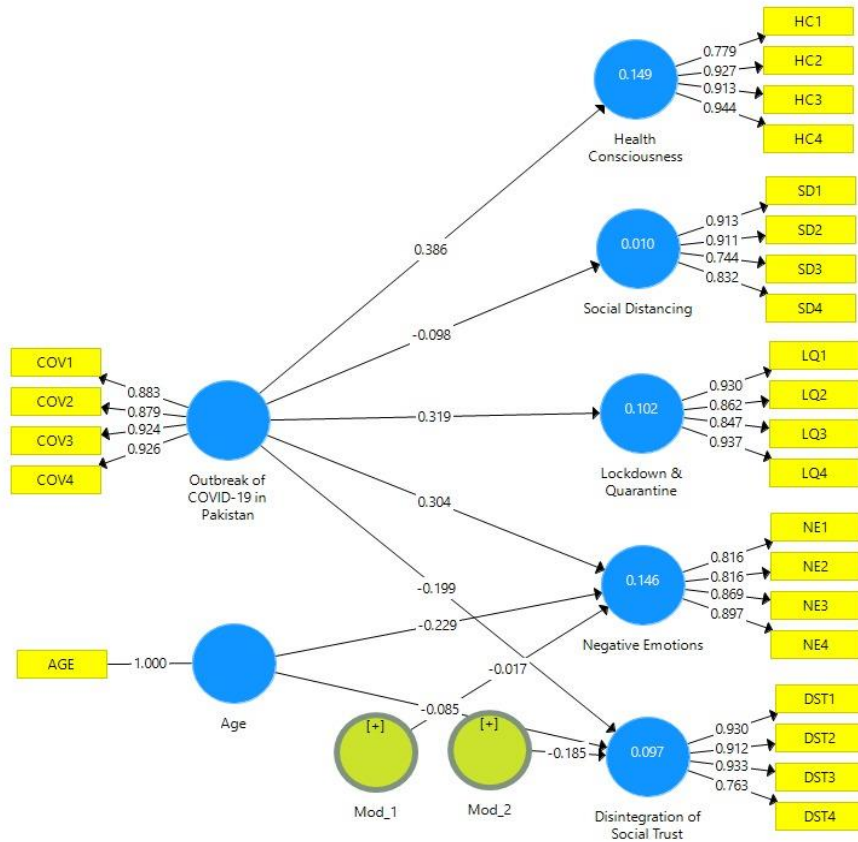 HC1
0.779
HC2
0.149
0.927
0.913
HC3
0.944
HC4
Health
Consciousness
SD1
0.913
SD2
0.386
0.010
0.911
0.744
SD3
0.832
SD4
Social Distancing
-0.098
LQ1
COV1
0.930
LQ2
0.883
COV2
0.879
0.319
0.102
0.862
0.847
LQ3
COV3
0.924
0.937
0.926
LQ4
COV4
Outbreak of
COVID-19 in
Pakistan
Lockdown &
Quarantine
0.304
NE1
0.816
NE2
0.146
0.816
0.869
NE3
-0.199
0.897
-0.229
NE4
Negative Emotions
AGE
1.000
-0.017
DST1
-0.085
0.930
Age
[+]
[+]
DST2
0.912
-0.185
0.097
0.933
DST3
0.763
DST4
Mod_1
Mod_2
Disintegration of
Social Trust